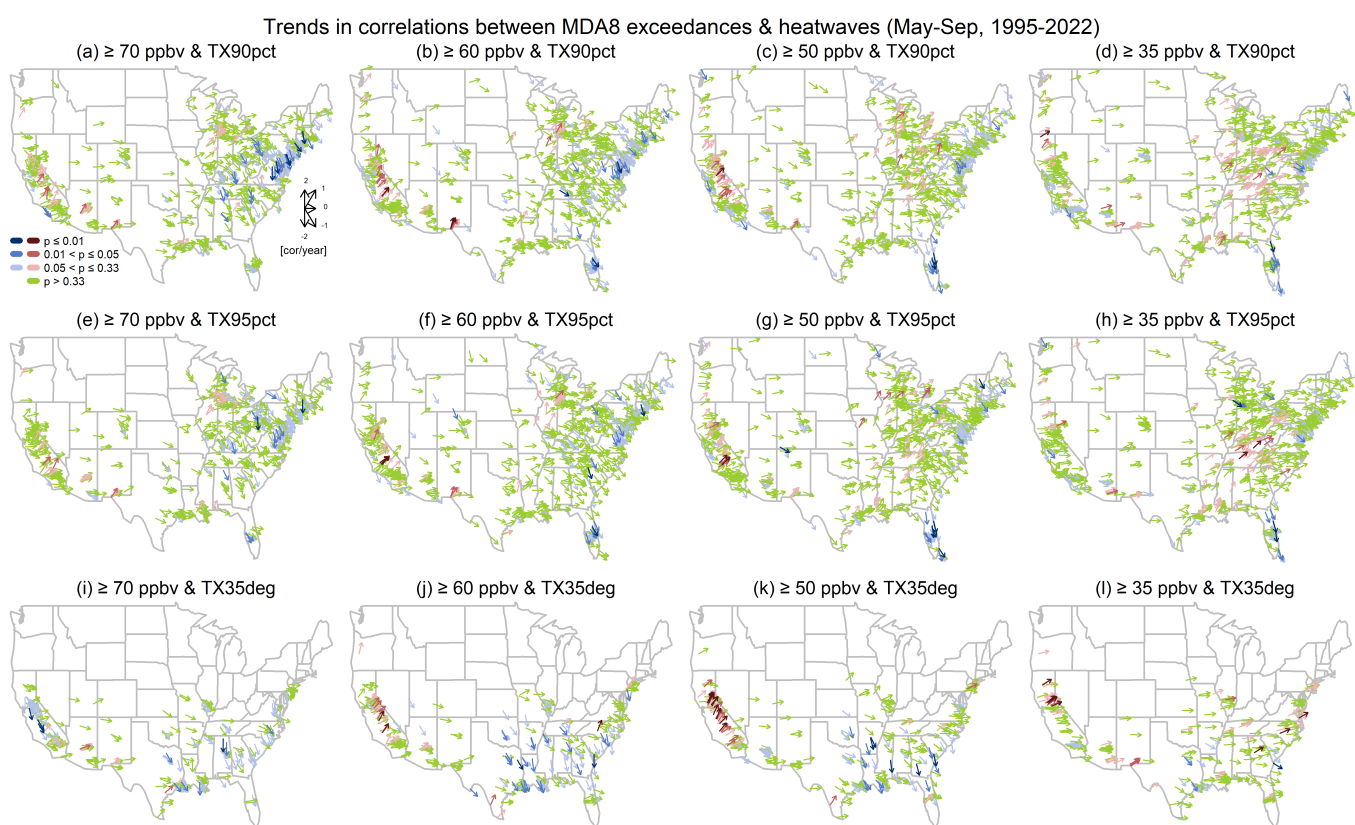 Trends in correlations between MDA8 exceedances & heatwaves (May-Sep, 1995-2022)
(a) ≥ 70 ppbv & TX90pct
(b) ≥ 60 ppbv & TX90pct
(c) ≥ 50 ppbv & TX90pct
(d) ≥ 35 ppbv & TX90pct
2
1
0
-1
-2
[cor/year]
p ≤ 0.01
0.01 < p ≤ 0.05
0.05 < p ≤ 0.33
p > 0.33
(e) ≥ 70 ppbv & TX95pct
(f) ≥ 60 ppbv & TX95pct
(g) ≥ 50 ppbv & TX95pct
(h) ≥ 35 ppbv & TX95pct
(i) ≥ 70 ppbv & TX35deg
(j) ≥ 60 ppbv & TX35deg
(k) ≥ 50 ppbv & TX35deg
(l) ≥ 35 ppbv & TX35deg